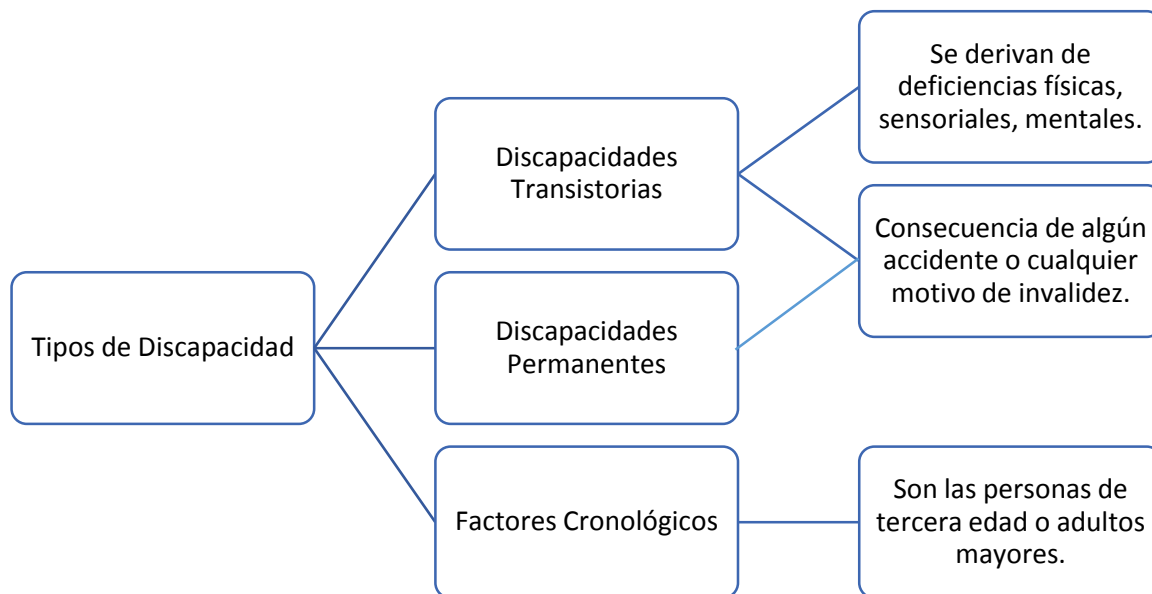 Tipos de Discapacidad
Discapacidades
Transistorias
Se derivan de
deficiencias físicas,
sensoriales, mentales.
Consecuencia de algún
accidente o cualquier
motivo de invalidez.
Discapacidades
Permanentes
Factores Cronológicos
Son las personas de
tercera edad o adultos
mayores.